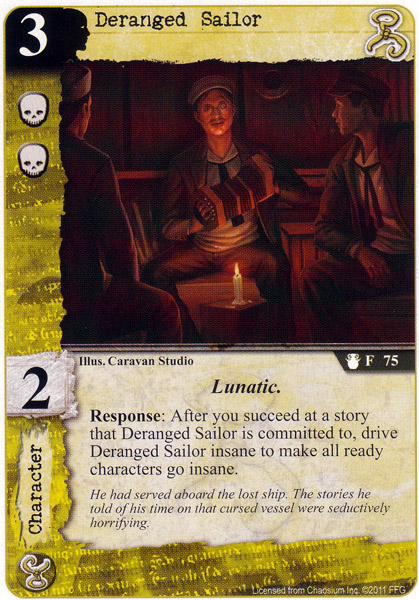 3
Deranged Sailor
Illus. Caravan Studio
F 75
2
Lunatic.
Response: After you succeed at a story
that Deranged Sailor is committed to, drive
Deranged Sailor insane to make all ready
characters go insane.
He had served aboard the lost ship. The stories he
told of his time on that cursed vessel were seductively
horrifying.
Character
Licensed from Chaosium Inc. ©2011 FFG